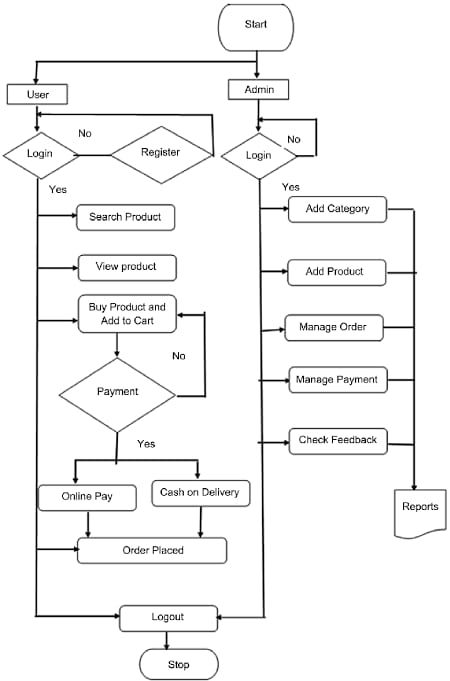 Start
User
Admin
No
No
Login
Register
Login
Yes
Yes
Search Product
Add Category
View product
Add Product
Buy Product and
Add to Cart
Manage Order
No
Payment
Manage Payment
Yes
Check Feedback
Online Pay
Cash on Delivery
Reports
Order Placed
Logout
Stop